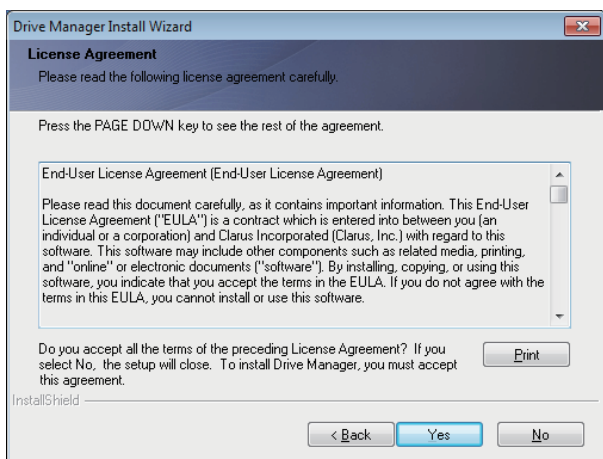 Drive Manager Install Wizard
License Agreement
Please read the following license agreement carefully.
Press the PAGE DOWN key to see the rest of the agreement.
End-User License Agreement (End-User License Agreement)
Please read this document carefully, as it contains important information. This End-User
License Agreement ("EULA") is a contract which is entered into between you (an
individual or a corporation) and Clarus Incorporated (Clarus, Inc.) with regard to this
software. This software may include other components such as related media, printing,
and "online" or electronic documents ("software"). By installing, copying, or using this
software, you indicate that you accept the terms in the EULA. If you do not agree with the
terms in this EULA, you cannot install or use this software.
Do you accept all the terms of the preceding License Agreement? If you
select No, the setup will close. To install Drive Manager, you must accept
this agreement.
Print
InstallShield
< Back
Yes
No